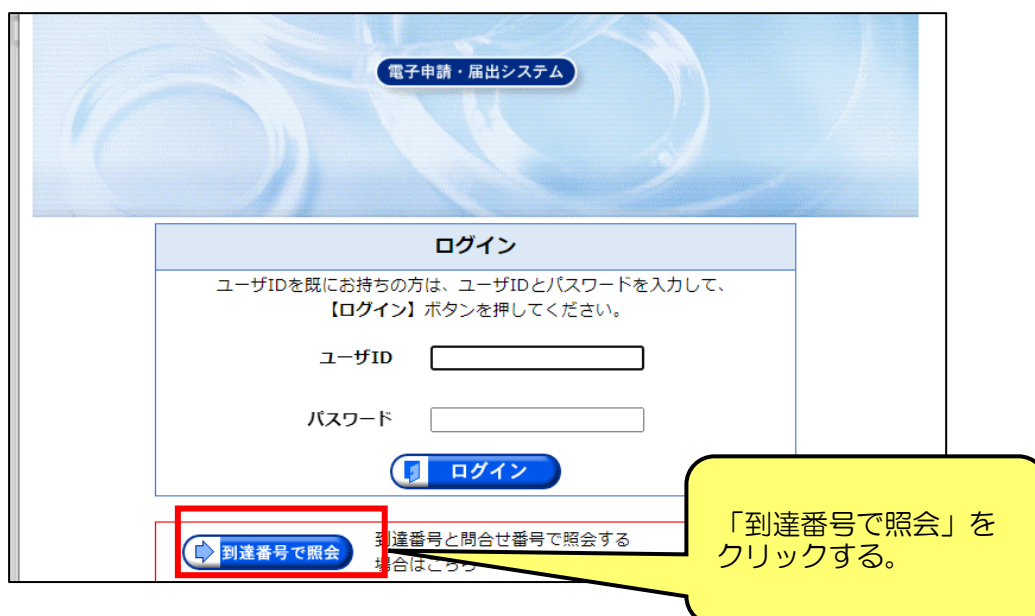 電子申請・届出システム
ログイン
ユーザIDを既にお持ちの方は、ユーザIDとパスワードを入力して、
【ログイン】ボタンを押してください。
ユーザID
パスワード
ログイン
到達番号で照会
到達番号と問合せ番号で照会する
場合はこちら
「到達番号で照会」を
クリックする。